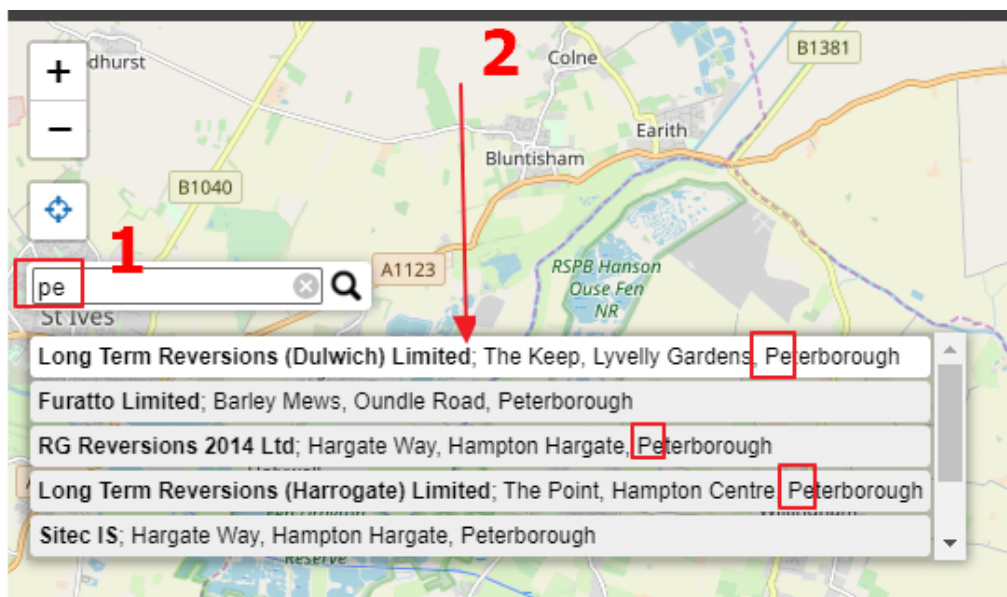 2
Colne
B1381
dhurst
+
Earith
−
Bluntisham
B1040
1
A1123
RSPB Hanson
Ouse Fen
NR
pe
St Ives
Long Term Reversions (Dulwich) Limited; The Keep, Lyvelly Gardens, Peterborough
Furatto Limited; Barley Mews, Oundle Road, Peterborough
RG Reversions 2014 Ltd; Hargate Way, Hampton Hargate, Peterborough
Long Term Reversions (Harrogate) Limited; The Point, Hampton Centre, Peterborough
Sitec IS; Hargate Way, Hampton Hargate, Peterborough
Reserve